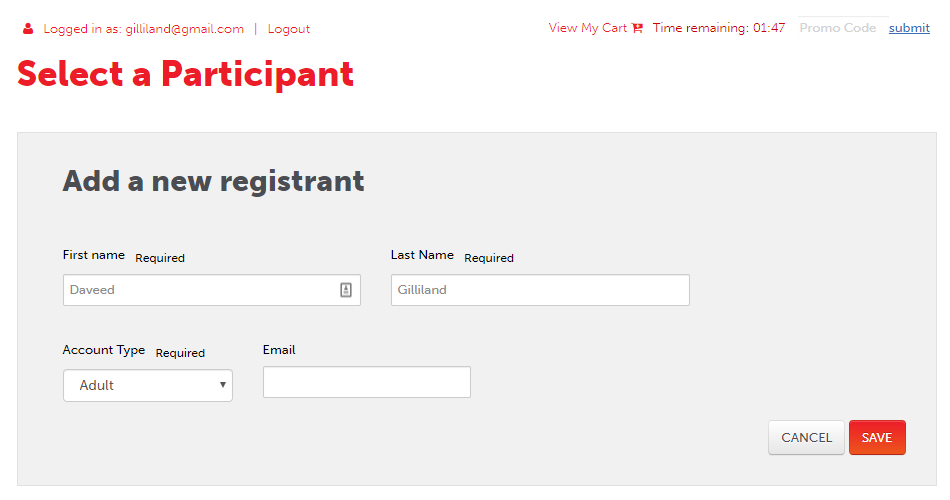 Logged in as: gilliland@gmail.com | Logout View My Cart Time remaining: 01:47 Promo Code submit
Select a Participant
Add a new registrant
First name Required Last Name Required
Daveed Gilliland
Account Type Required Email
Adult
CANCEL SAVE